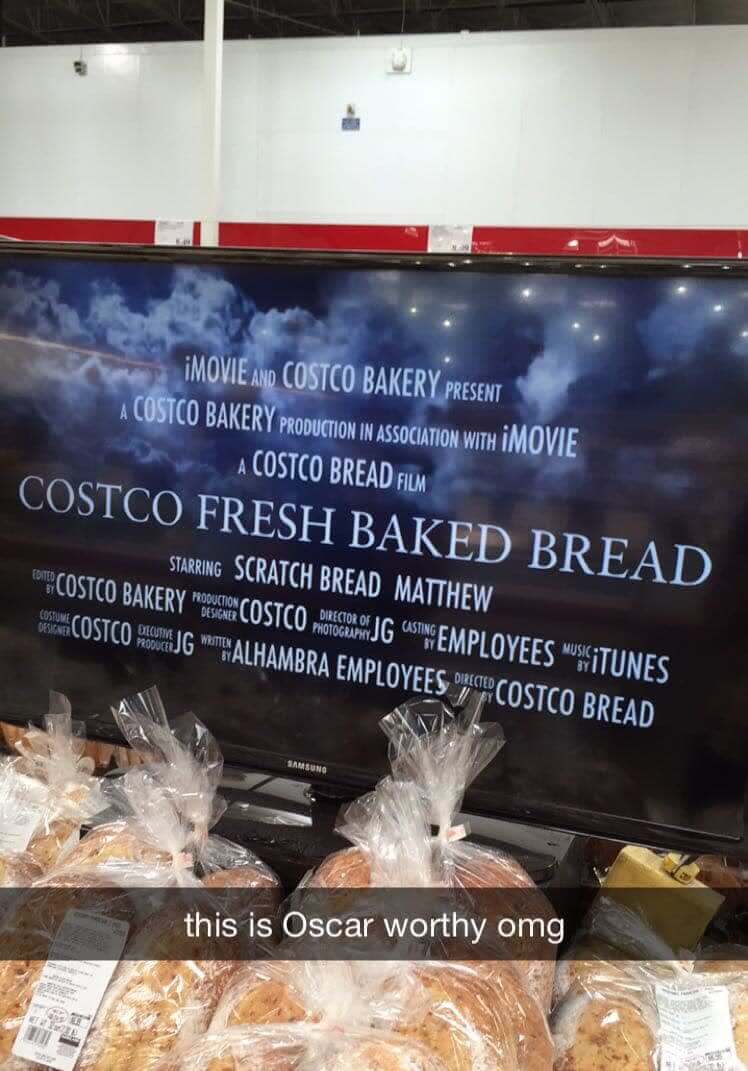 iMOVIE AND COSTCO BAKERY PRESENT
A COSTCO BAKERY PRODUCTION IN ASSOCIATION WITH iMOVIE
A COSTCO BREAD FILM
COSTCO FRESH BAKED BREAD
STARRING SCRATCH BREAD MATTHEW
EDITED BY COSTCO BAKERY PRODUCTION DESIGNER COSTCO DIRECTOR OF PHOTOGRAPHY JG CASTING BY EMPLOYEES MUSIC BY iTUNES
COSTUME DESIGNER COSTCO EXECUTIVE PRODUCER JG WRITTEN BY ALHAMBRA EMPLOYEES DIRECTED BY COSTCO BREAD
SAMSUNG
this is Oscar worthy omg